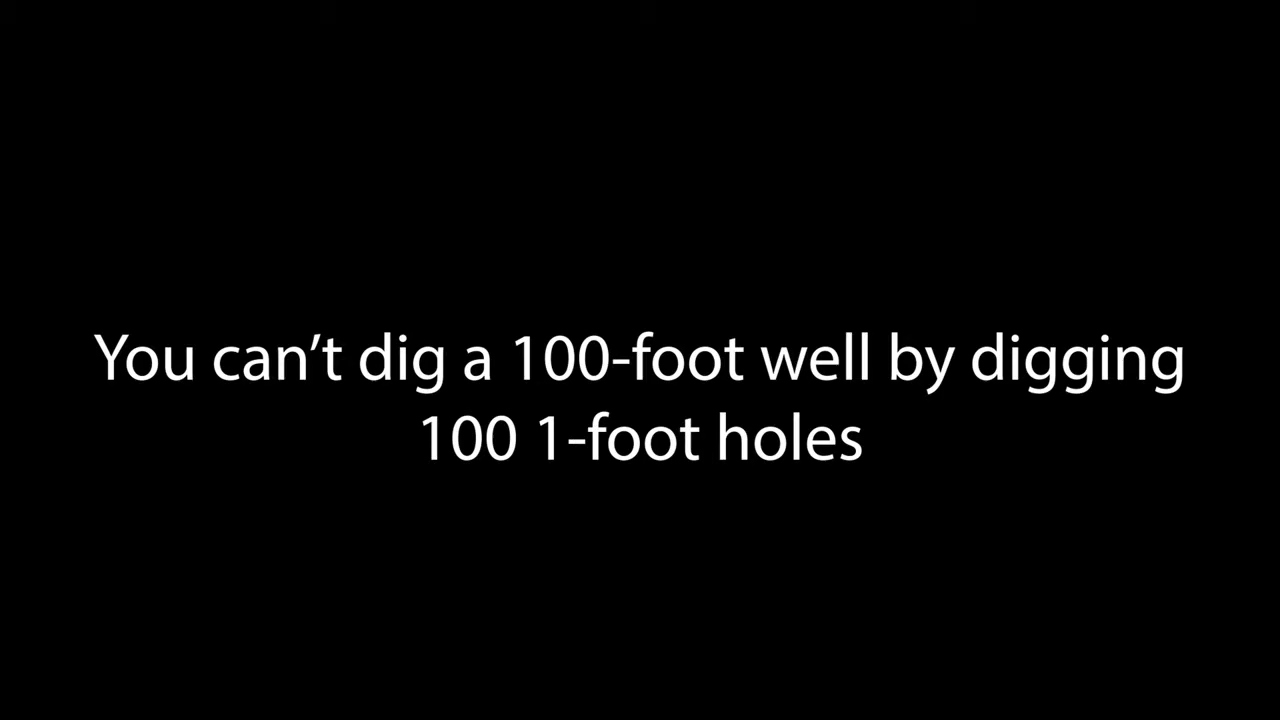 You can’t dig a 100-foot well by digging
100 1-foot holes